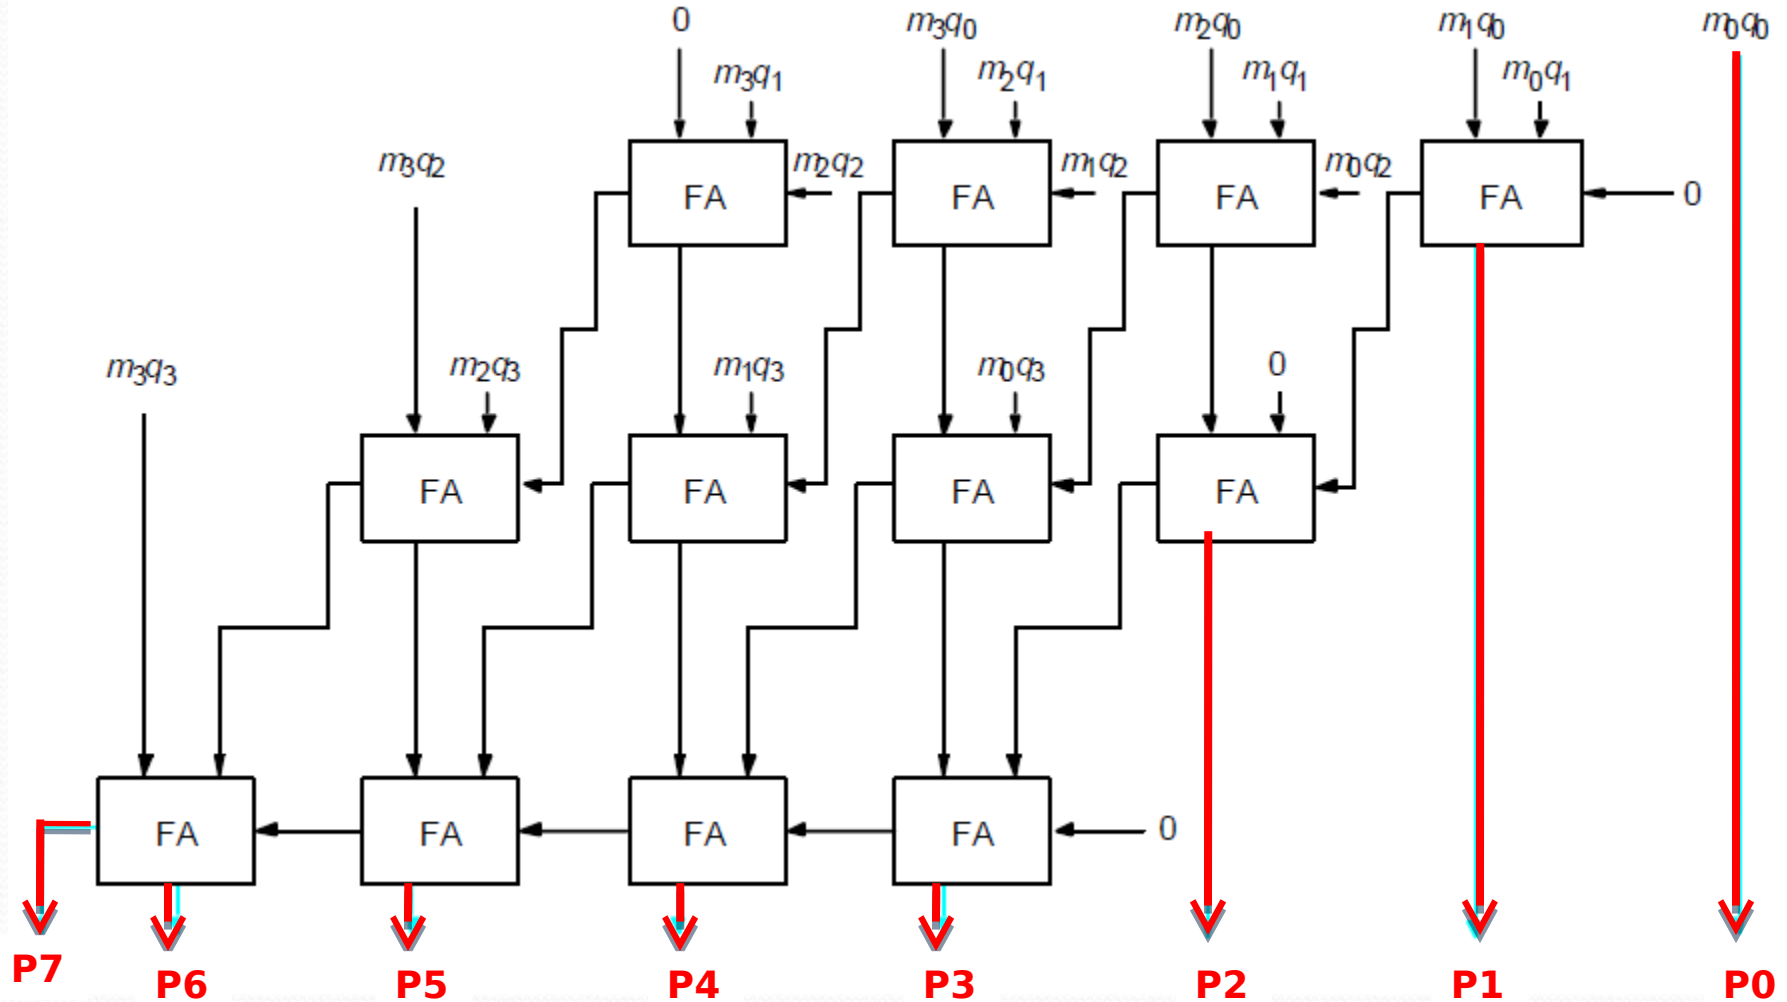 0 m₃q₀ m₂q₀ m₁q₀ m₀q₀
m₃q₁ m₂q₁ m₁q₁ m₀q₁
m₃q₂ m₂q₂ m₁q₂ m₀q₂
FA FA FA FA 0
m₃q₃ m₂q₃ m₁q₃ m₀q₃ 0
FA FA FA FA
FA FA FA FA 0
P7 P6 P5 P4 P3 P2 P1 P0